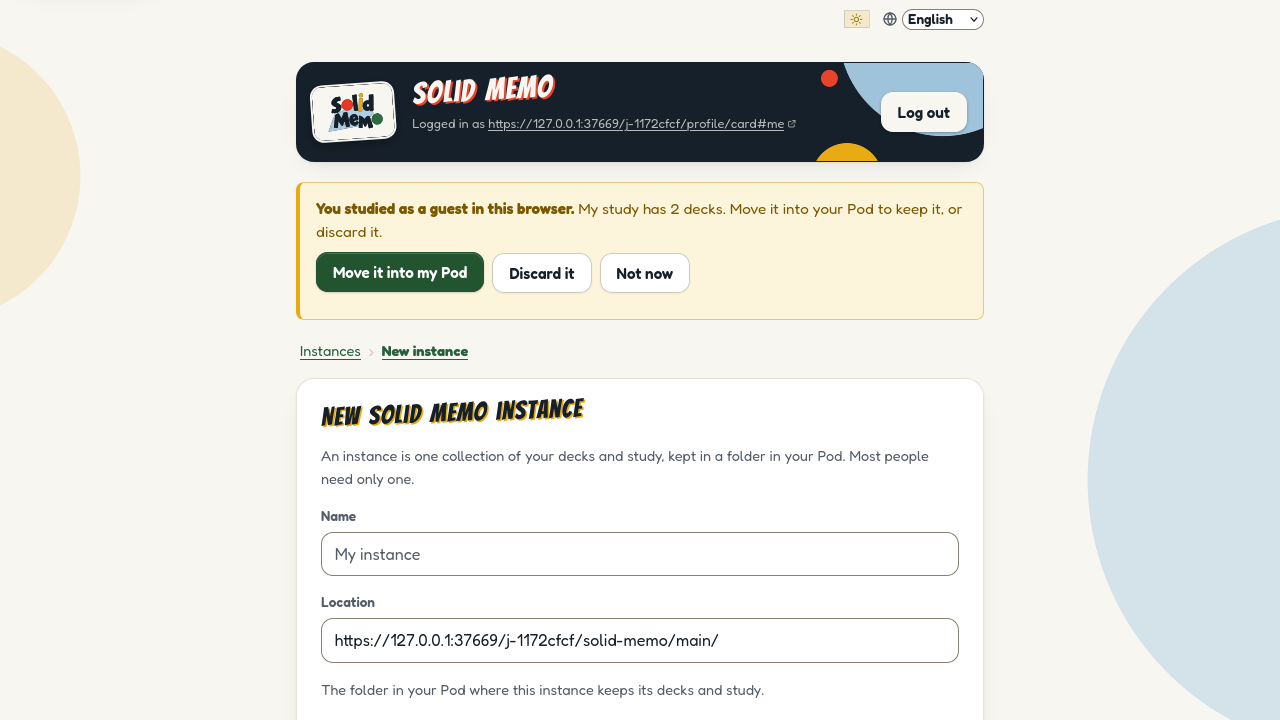 English
Solid Memo
SOLID MEMO
Logged in as https://127.0.0.1:37669/j-1172cfcf/profile/card#me
Log out
You studied as a guest in this browser. My study has 2 decks. Move it into your Pod to keep it, or
discard it.
Move it into my Pod
Discard it
Not now
Instances
New instance
NEW SOLID MEMO INSTANCE
An instance is one collection of your decks and study, kept in a folder in your Pod. Most people
need only one.
Name
My instance
Location
https://127.0.0.1:37669/j-1172cfcf/solid-memo/main/
The folder in your Pod where this instance keeps its decks and study.